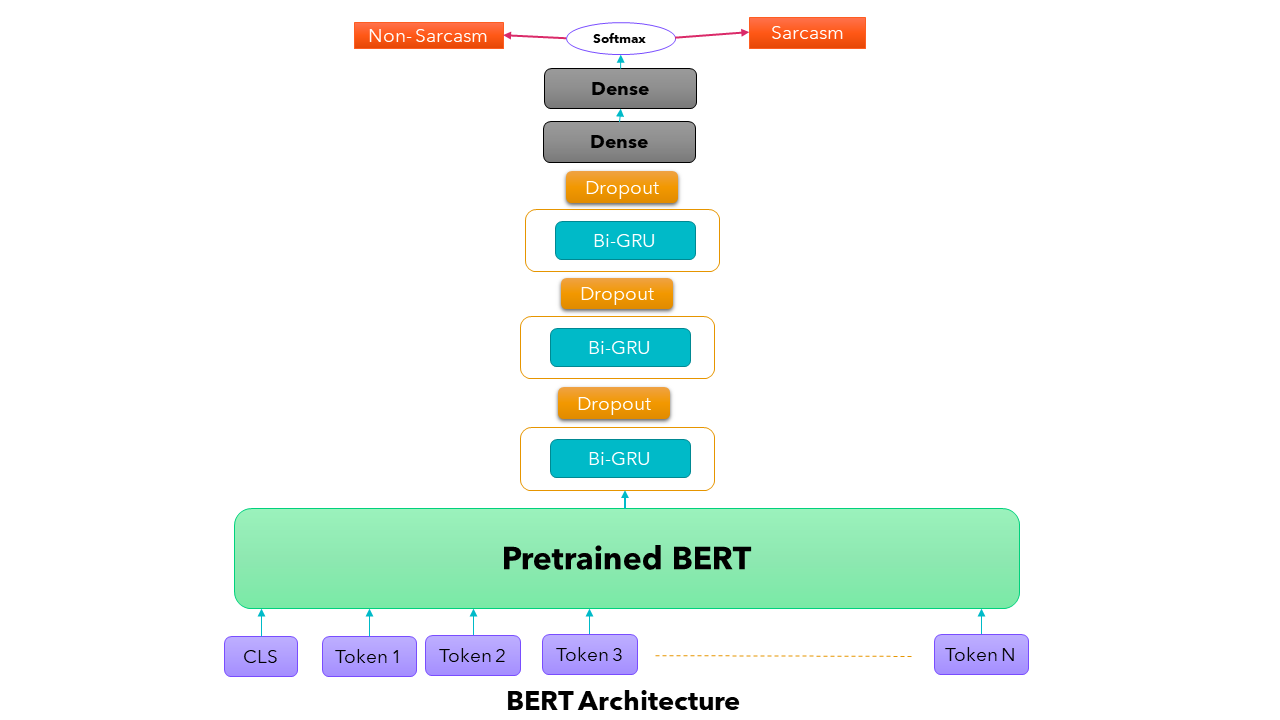 Non- Sarcasm
Softmax
Sarcasm
Dense
Dense
Dropout
Bi-GRU
Dropout
Bi-GRU
Dropout
Bi-GRU
Pretrained BERT
CLS
Token 1
Token 2
Token 3
Token N
BERT Architecture